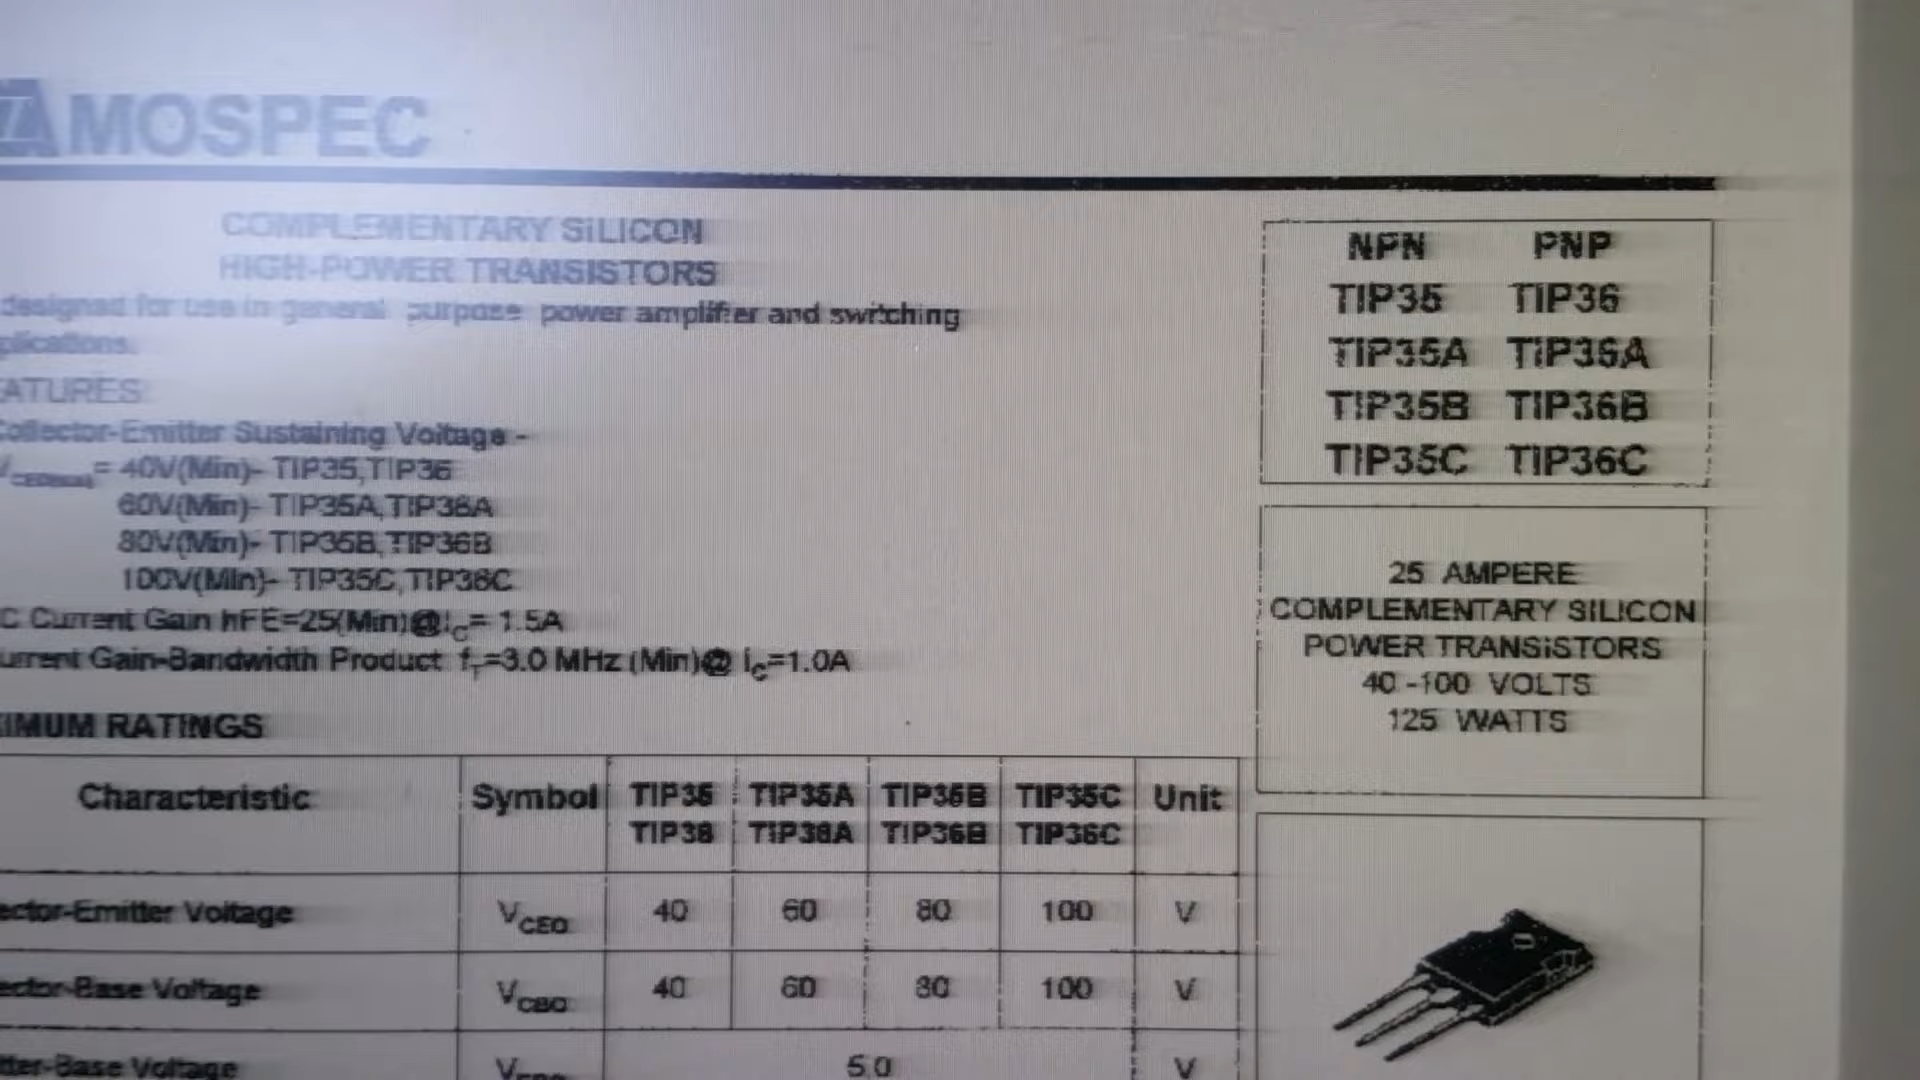 MOSPEC
COMPLEMENTARY SILICON
HIGH-POWER TRANSISTORS
designed for use in general purpose power amplifier and switching
plications.
ATURES:
Collector-Emitter Sustaining Voltage -
= 40V(Min)- TIP35,TIP36
60V(Min)- TIP35A,TIP36A
80V(Min)- TIP35B,TIP36B
100V(Min)- TIP35C,TIP36C
C Current Gain hFE=25(Min)@IC= 1.5A
urrent Gain-Bandwidth Product fT=3.0 MHz (Min)@ IC=1.0A
NPN PNP
TIP35 TIP36
TIP35A TIP36A
TIP35B TIP36B
TIP35C TIP36C
25 AMPERE
COMPLEMENTARY SILICON
POWER TRANSISTORS
40 -100 VOLTS
125 WATTS
IMUM RATINGS
Characteristic Symbol TIP35 TIP35A TIP35B TIP35C Unit
TIP36 TIP36A TIP36B TIP36C
ector-Emitter Voltage VCEO 40 60 80 100 V
ector-Base Voltage VCBO 40 60 80 100 V
tter-Base Voltage 5.0 V